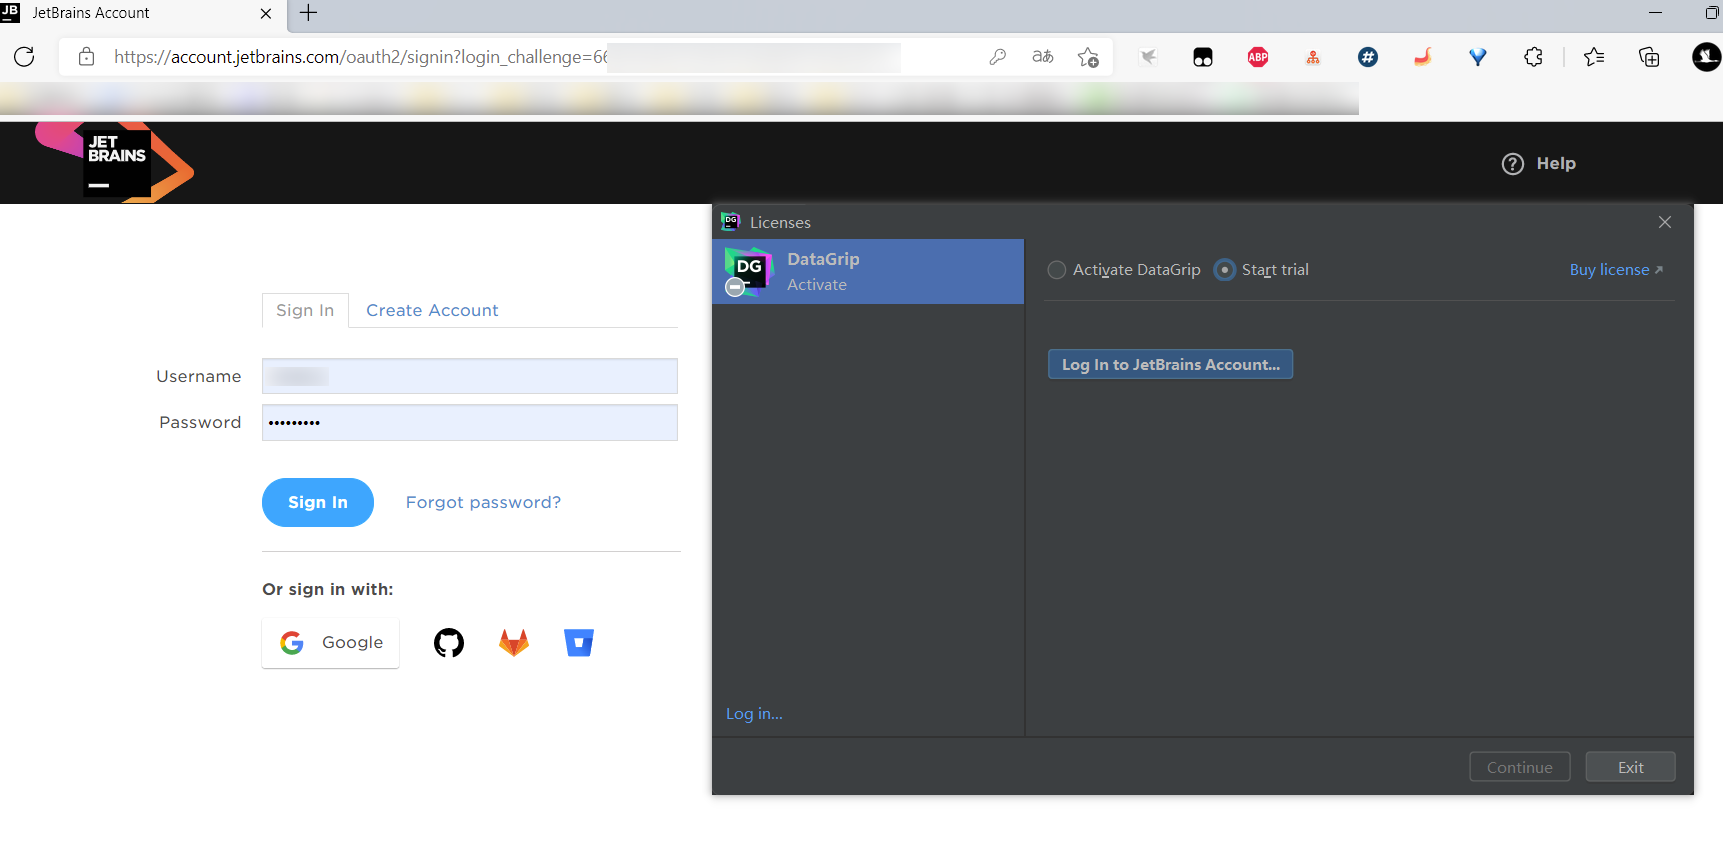 JB JetBrains Account
https://account.jetbrains.com/oauth2/signin?login_challenge=66
ABP
#
JET
BRAINS
Help
Sign In Create Account
Username
Password •••••••••
Sign In Forgot password?
Or sign in with:
Google
DG Licenses
DG DataGrip
Activate
Activate DataGrip Start trial Buy license
Log In to JetBrains Account...
Log in...
Continue Exit